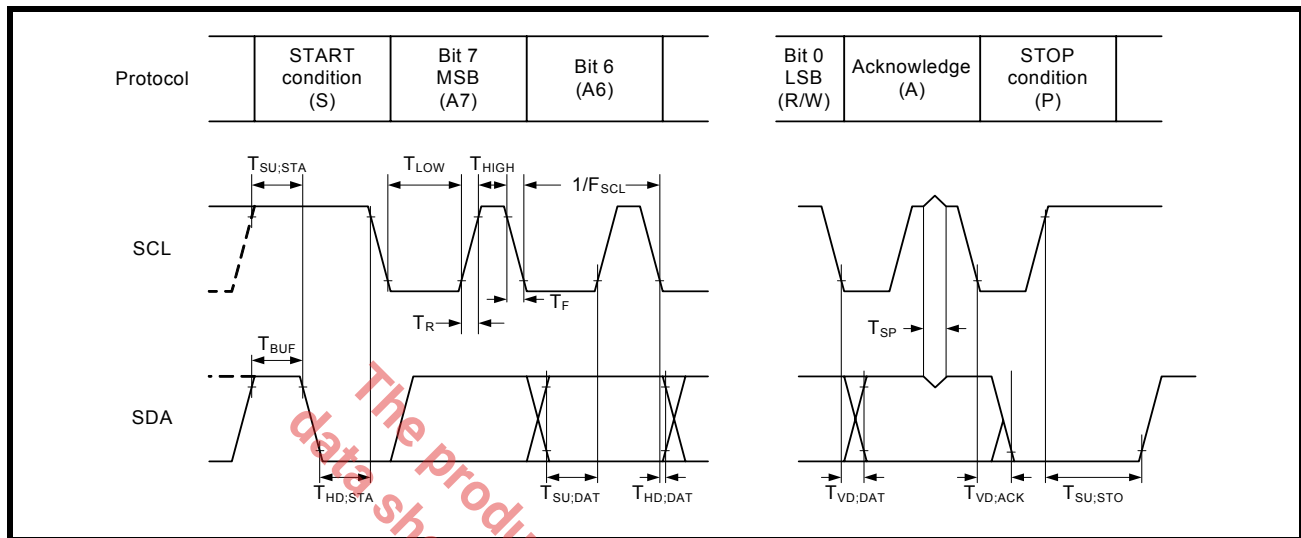 Protocol
START
condition
(S)
Bit 7
MSB
(A7)
Bit 6
(A6)
Bit 0
LSB
(R/W)
Acknowledge
(A)
STOP
condition
(P)
TSU;STA
TLOW
THIGH
1/FSCL
SCL
TR
TF
TSP
TBUF
SDA
THD;STA
TSU;DAT
THD;DAT
TVD;DAT
TVD;ACK
TSU;STO
The produ
data sh